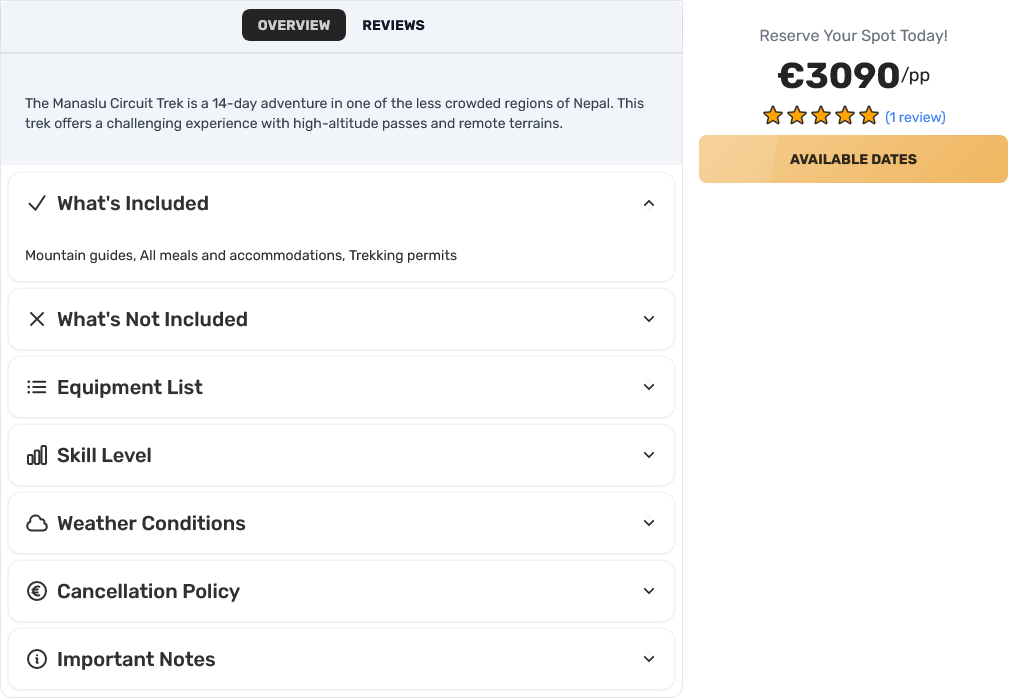 OVERVIEW REVIEWS
The Manaslu Circuit Trek is a 14-day adventure in one of the less crowded regions of Nepal. This
trek offers a challenging experience with high-altitude passes and remote terrains.
What's Included
Mountain guides, All meals and accommodations, Trekking permits
What's Not Included
Equipment List
Skill Level
Weather Conditions
Cancellation Policy
Important Notes
Reserve Your Spot Today!
€3090/pp
(1 review)
AVAILABLE DATES